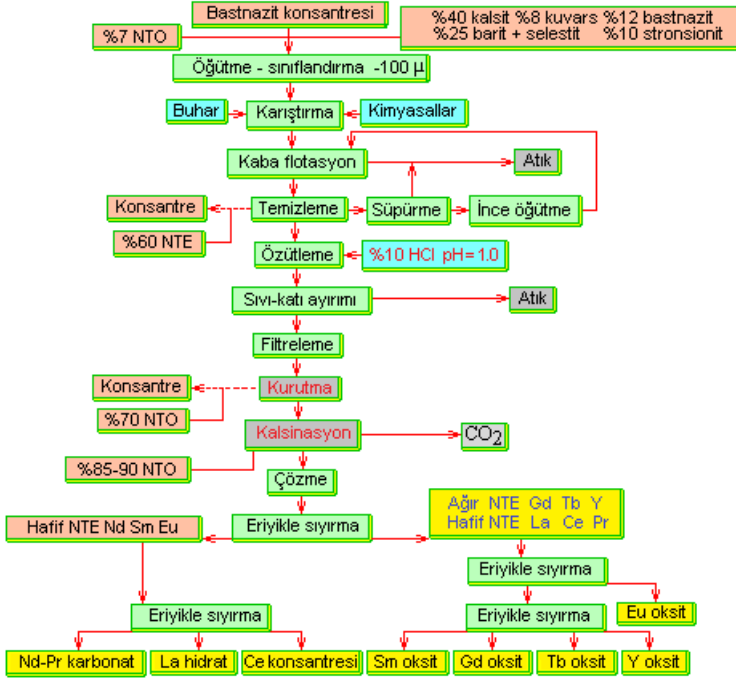 Bastnazit konsantresi
%7 NTO
%40 kalsit %8 kuvars %12 bastnazit
%25 barit + selestit %10 stronsionit
Öğütme - sınıflandırma -100 µ
Buhar
Karıştırma
Kimyasallar
Kaba flotasyon
Atık
Konsantre
Temizleme
Süpürme
İnce öğütme
%60 NTE
Özütleme
%10 HCl pH= 1.0
Sıvı-katı ayırımı
Atık
Filtreleme
Konsantre
Kurutma
%70 NTO
Kalsinasyon
CO2
%85-90 NTO
Çözme
Ağır NTE Gd Tb Y
Hafif NTE La Ce Pr
Hafif NTE Nd Sm Eu
Eriyikle sıyırma
Eriyikle sıyırma
Eu oksit
Eriyikle sıyırma
Eriyikle sıyırma
Nd-Pr karbonat
La hidrat
Ce konsantresi
Sm oksit
Gd oksit
Tb oksit
Y oksit